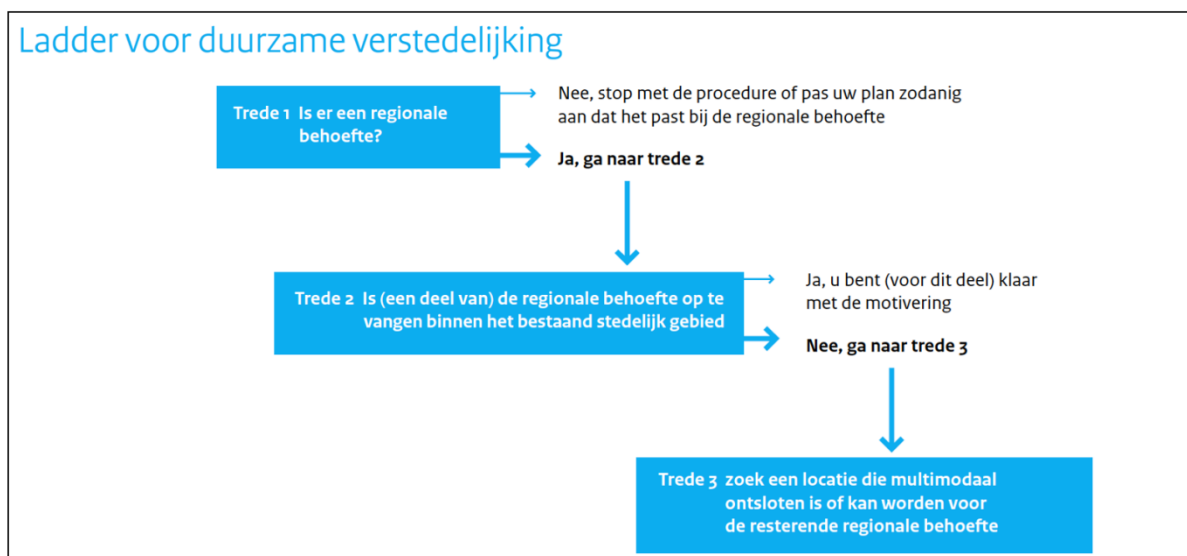 Ladder voor duurzame verstedelijking
Trede 1 Is er een regionale
behoefte?
Nee, stop met de procedure of pas uw plan zodanig
aan dat het past bij de regionale behoefte
Ja, ga naar trede 2
Trede 2 Is (een deel van) de regionale behoefte op te
vangen binnen het bestaand stedelijk gebied
Ja, u bent (voor dit deel) klaar
met de motivering
Nee, ga naar trede 3
Trede 3 zoek een locatie die multimodaal
ontsloten is of kan worden voor
de resterende regionale behoefte